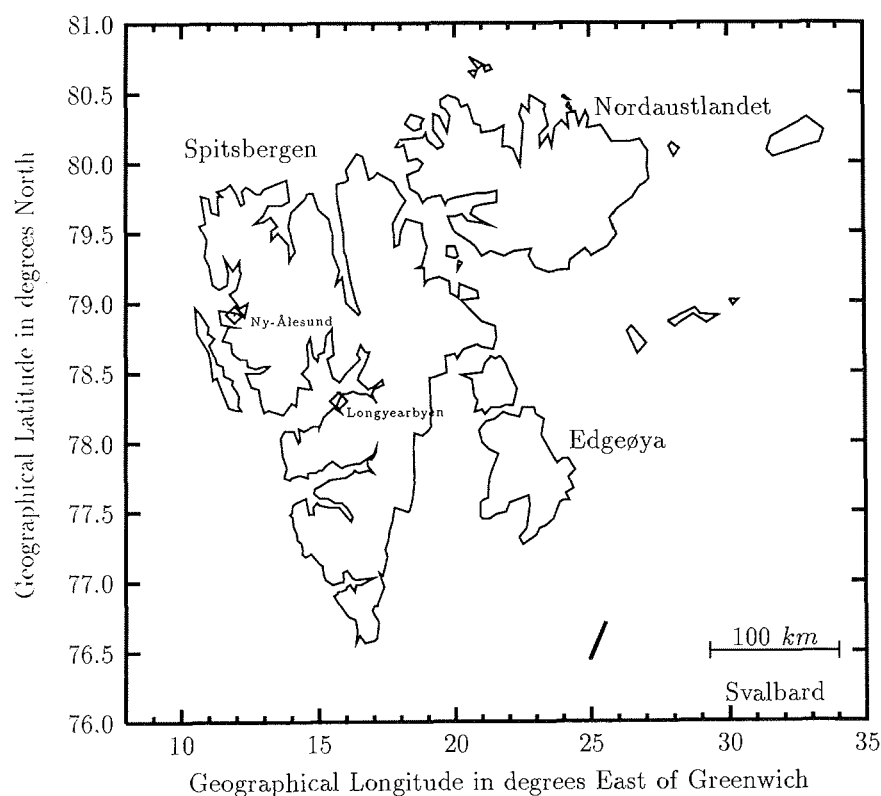 81.0
80.5
80.0
79.5
79.0
78.5
78.0
77.5
77.0
76.5
76.0
Geographical Latitude in degrees North
Nordaustlandet
Spitsbergen
Ny-Ålesund
Longyearbyen
Edgeøya
100 km
Svalbard
10 15 20 25 30 35
Geographical Longitude in degrees East of Greenwich